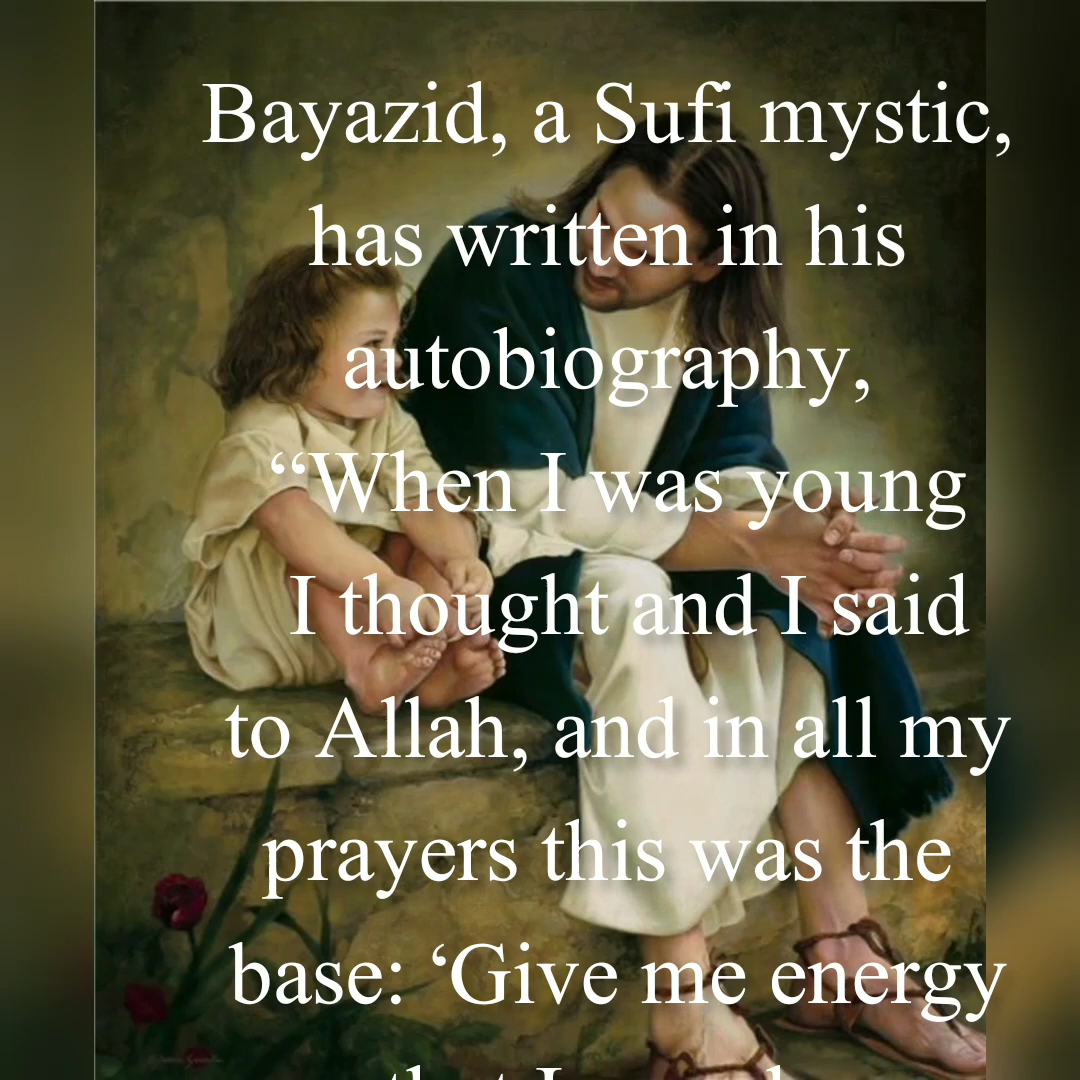 Bayazid, a Sufi mystic,
has written in his
autobiography,
“When I was young
I thought and I said
to Allah, and in all my
prayers this was the
base: ‘Give me energy
that I